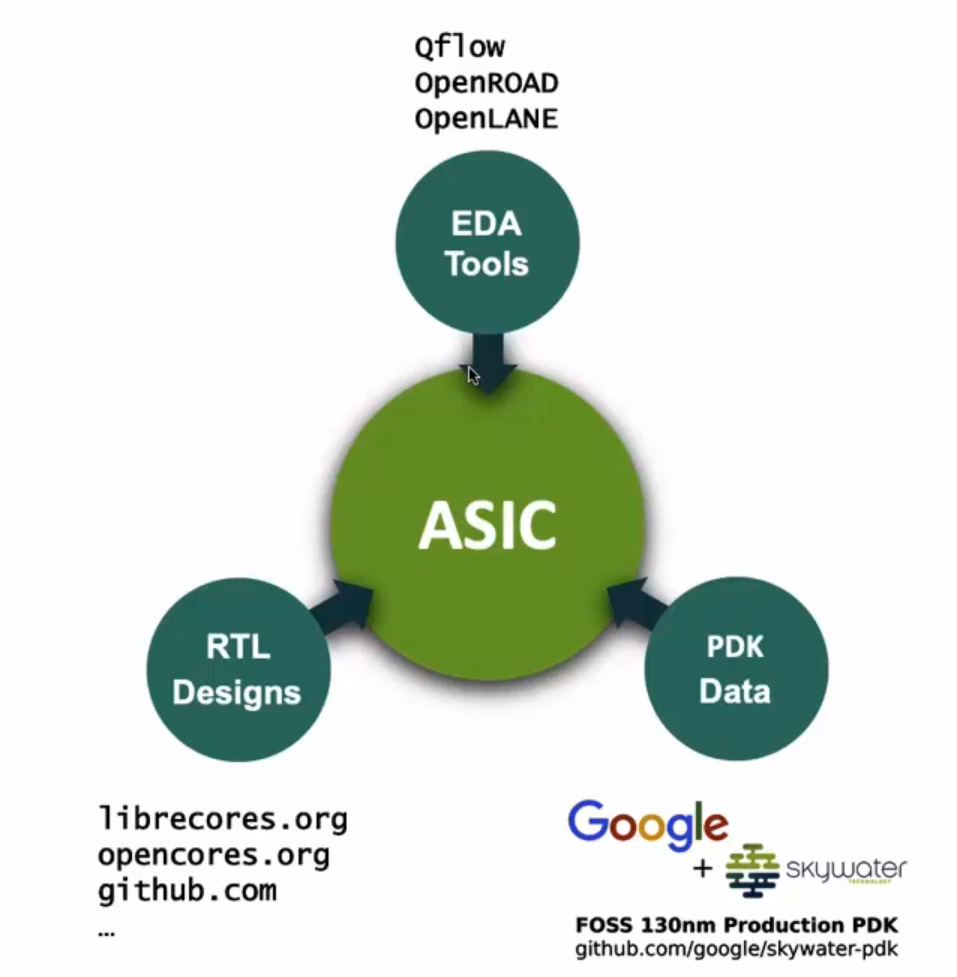 Qflow
OpenROAD
OpenLANE
EDA
Tools
ASIC
RTL
Designs
PDK
Data
librecores.org
opencores.org
github.com
...
Google
+ skywater
TECHNOLOGY
FOSS 130nm Production PDK
github.com/google/skywater-pdk